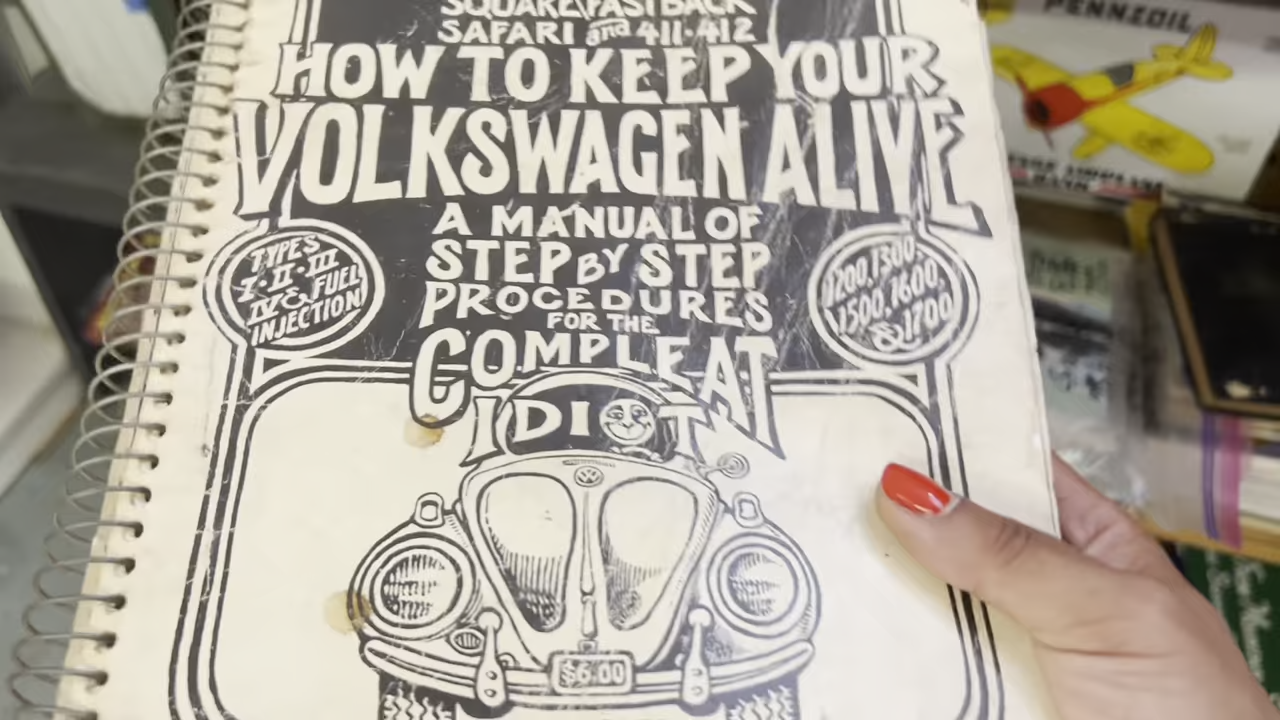 SQUARE\FASTBACK
SAFARI and 411·412
HOW TO KEEP YOUR
VOLKSWAGEN ALIVE
A MANUAL OF
STEP BY STEP
PROCEDURES
FOR THE
COMPLEAT
IDIOT
TYPES
I·II·III
IV & FUEL
INJECTION
1200,1300,
1500,1600,
&1700
$6.00
PENNZOIL